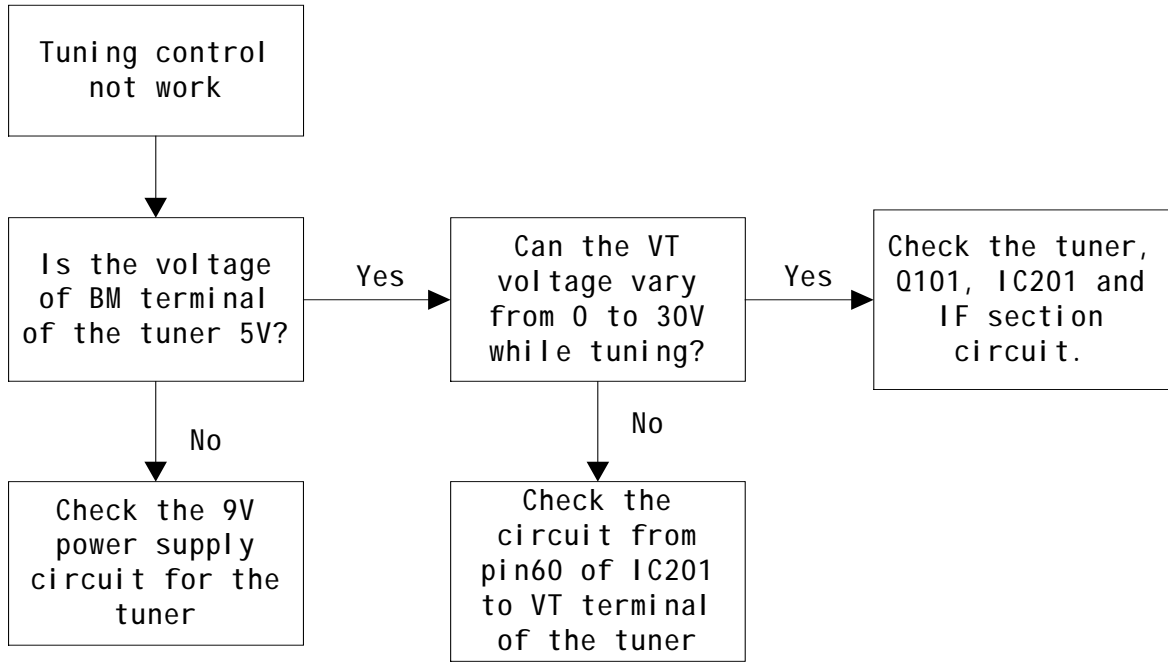 Tuning control
not work
Is the voltage
of BM terminal
of the tuner 5V?
Yes
Can the VT
voltage vary
from 0 to 30V
while tuning?
Yes
Check the tuner,
Q101, IC201 and
IF section
circuit.
No
No
Check the 9V
power supply
circuit for the
tuner
Check the
circuit from
pin60 of IC201
to VT terminal
of the tuner